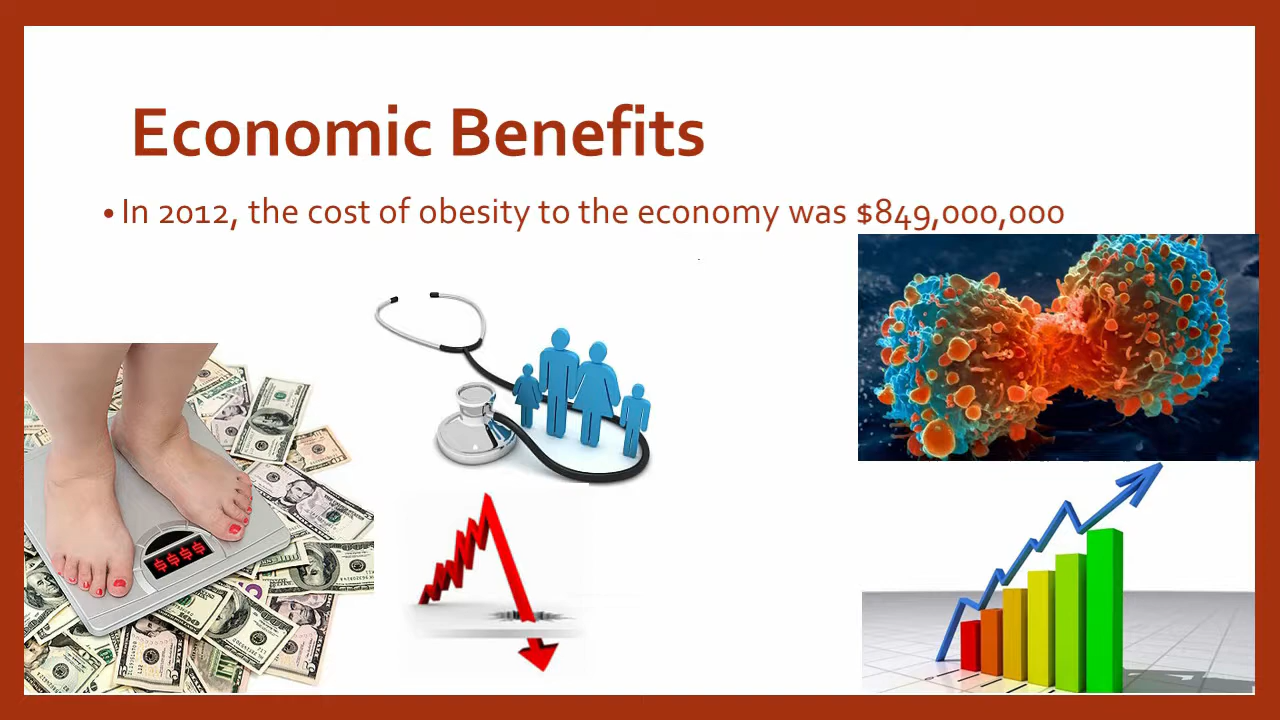 Economic Benefits
• In 2012, the cost of obesity to the economy was $849,000,000
$$$$